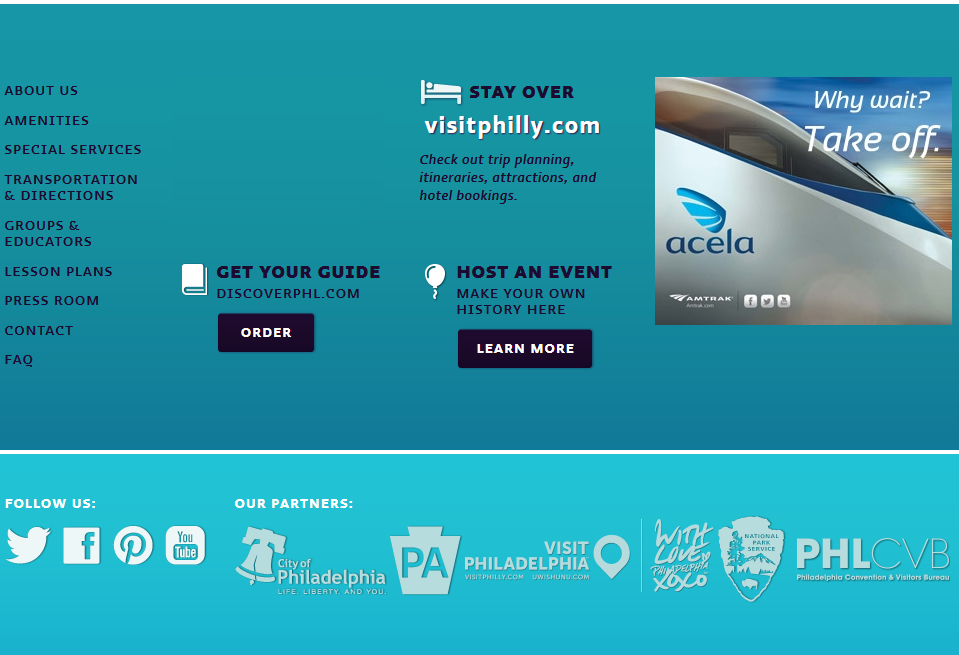 ABOUT US
AMENITIES
SPECIAL SERVICES
TRANSPORTATION
& DIRECTIONS
GROUPS &
EDUCATORS
LESSON PLANS
PRESS ROOM
CONTACT
FAQ
GET YOUR GUIDE
DISCOVERPHL.COM
ORDER
STAY OVER
visitphilly.com
Check out trip planning,
itineraries, attractions, and
hotel bookings.
HOST AN EVENT
MAKE YOUR OWN
HISTORY HERE
LEARN MORE
Why wait?
Take off.
acela
AMTRAK
Amtrak.com
FOLLOW US:
You
Tube
OUR PARTNERS:
City of
Philadelphia
LIFE, LIBERTY, AND YOU.
PA
VISIT
PHILADELPHIA
VISITPHILLY.COM UWISHUNU.COM
WITH
LOVE
PHILADELPHIA
XOXO
NATIONAL
PARK
SERVICE
PHLCVB
Philadelphia Convention & Visitors Bureau